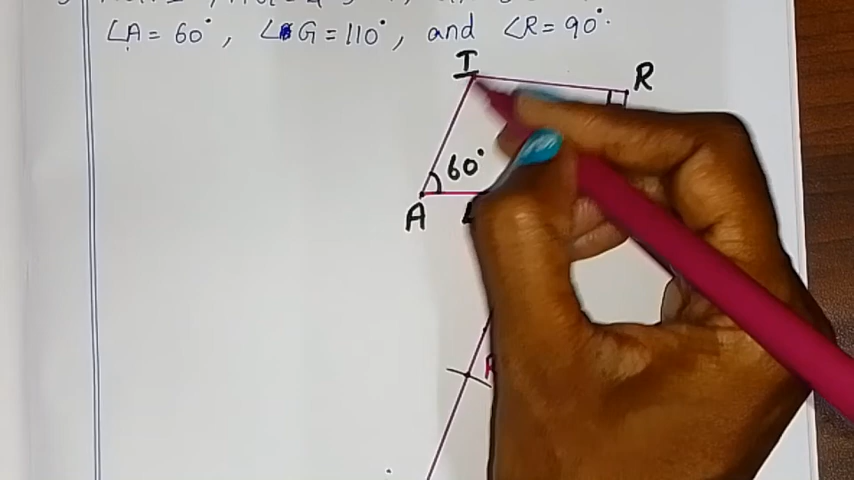 ∠A = 60°, ∠G = 110°, and ∠R = 90°.
I R
60°
A